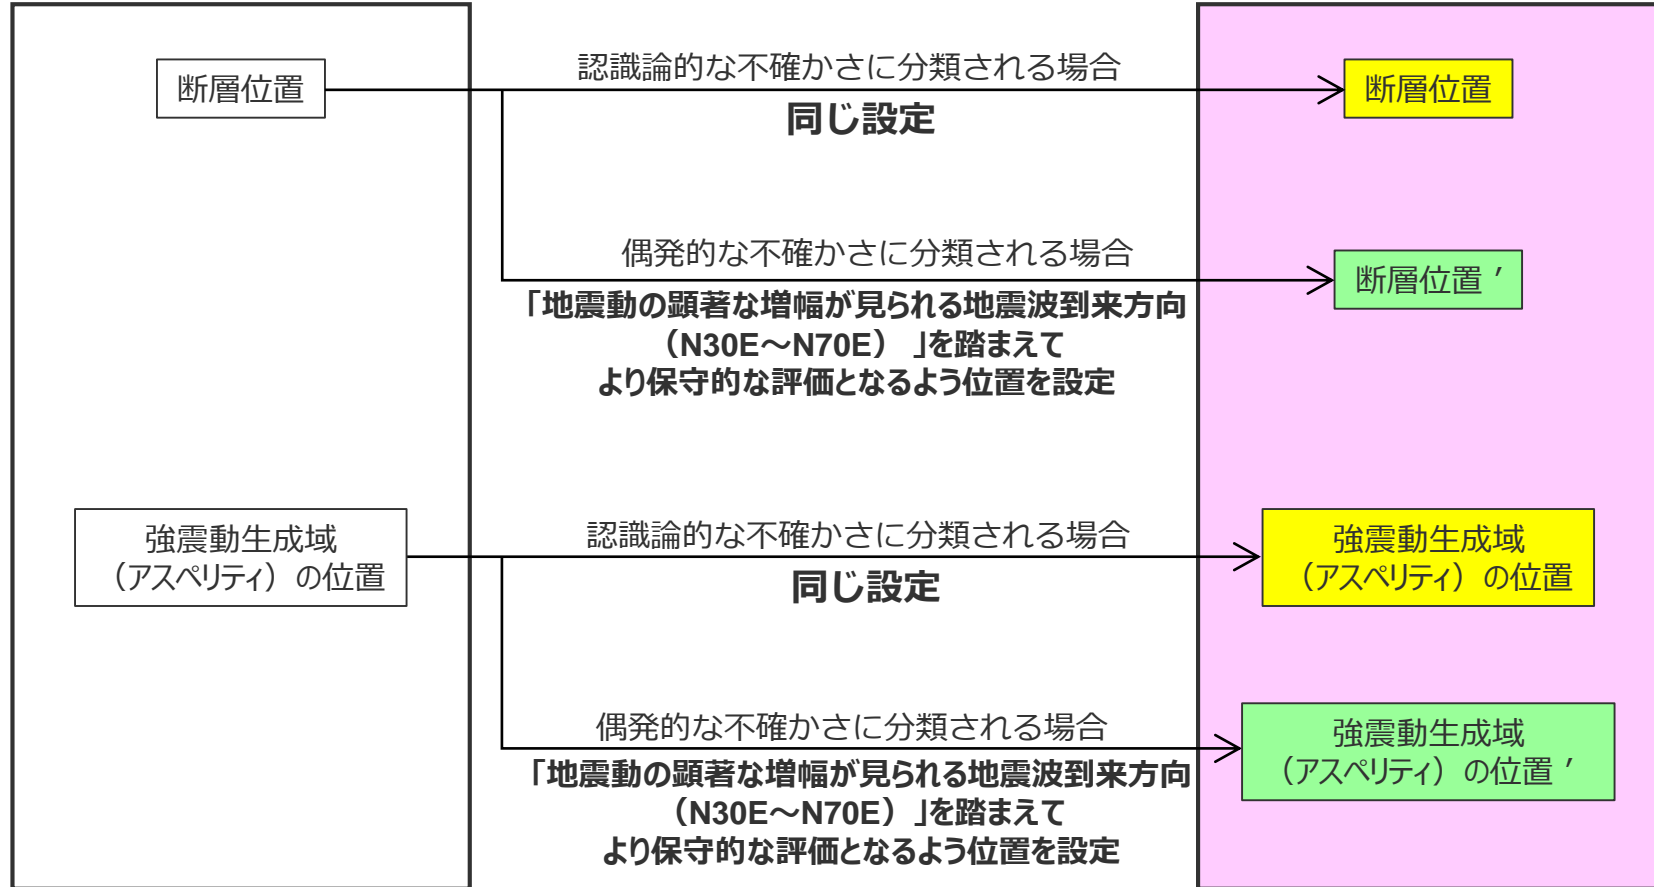 断層位置
認識論的な不確かさに分類される場合
同じ設定
断層位置
偶発的な不確かさに分類される場合
断層位置 ′
「地震動の顕著な増幅が見られる地震波到来方向
（N30E～N70E） 」を踏まえて
より保守的な評価となるよう位置を設定
強震動生成域
（アスペリティ）の位置
認識論的な不確かさに分類される場合
同じ設定
強震動生成域
（アスペリティ）の位置
偶発的な不確かさに分類される場合
強震動生成域
（アスペリティ）の位置 ′
「地震動の顕著な増幅が見られる地震波到来方向
（N30E～N70E）」を踏まえて
より保守的な評価となるよう位置を設定